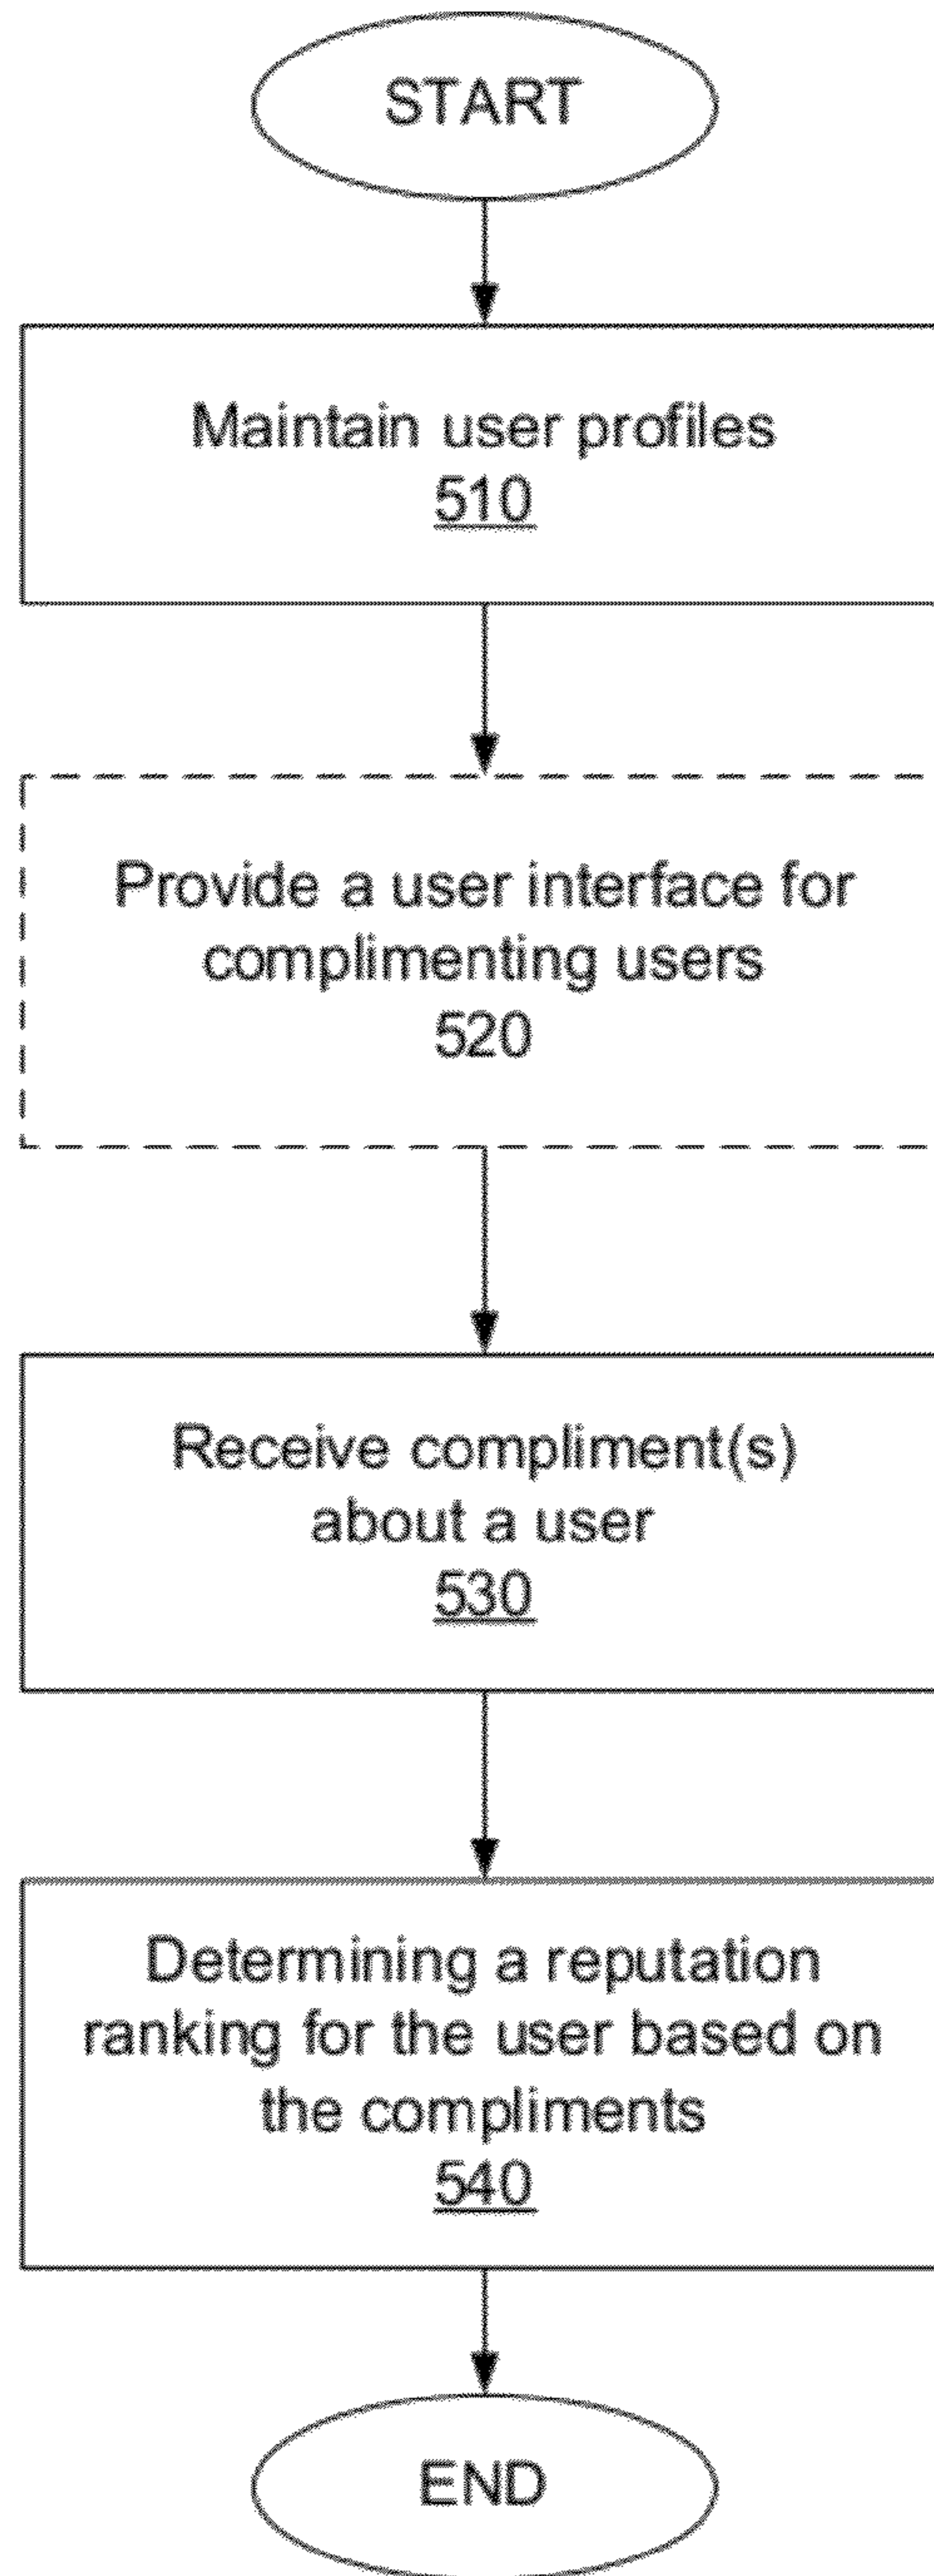 START
Maintain user profiles
510
Provide a user interface for
complimenting users
520
Receive compliment(s)
about a user
530
Determining a reputation
ranking for the user based on
the compliments
540
END